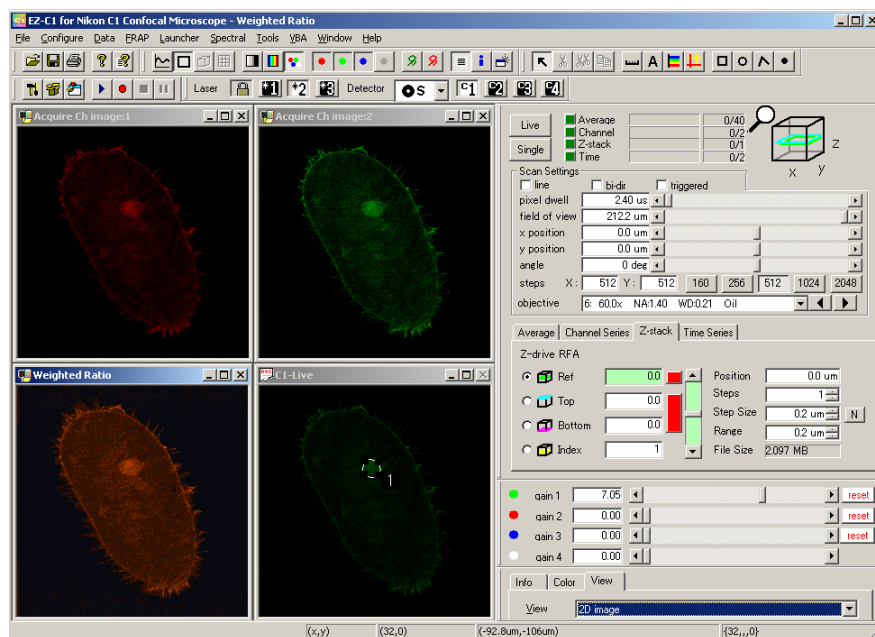 EZ-C1 for Nikon C1 Confocal Microscope - Weighted Ratio
File Configure Data FRAP Launcher Spectral Tools VBA Window Help
Laser 1 2 3 Detector S C1 C2 C3 C4
Acquire Ch image:1
Acquire Ch image:2
Weighted Ratio
C1-Live
1
Live
Single
Average 0/40
Channel 0/2
Z-stack 0/1
Time 0/2
Z
X
y
Scan Settings
line bi-dir triggered
pixel dwell 2.40 us
field of view 212.2 um
x position 0.0 um
y position 0.0 um
angle 0 deg
steps X: 512 Y: 512 160 256 512 1024 2048
objective 6: 60.0x NA:1.40 WD:0.21 Oil
Average Channel Series Z-stack Time Series
Z-drive RFA
Ref 0.0 Position 0.0 um
Top 0.0 Steps 1
Step Size 0.2 um N
Bottom 0.0 Range 0.2 um
Index 1 File Size 2.097 MB
gain 1 7.05 reset
gain 2 0.00 reset
gain 3 0.00 reset
gain 4 0.00
Info Color View
View 2D image
(x,y) (32,0) (-92.8um,-106um) {32,,,0}